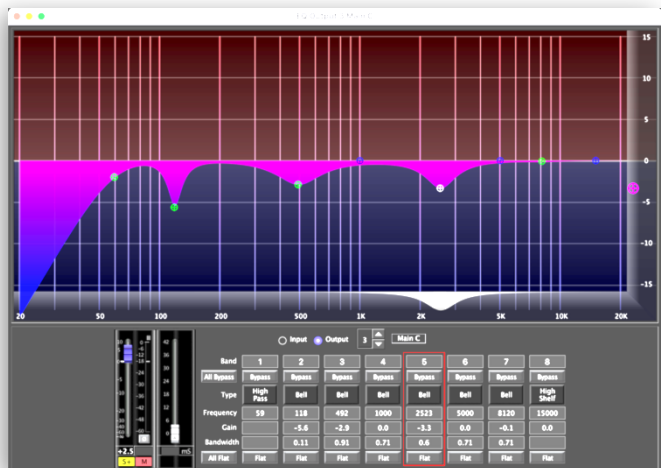 15
10
5
0
-5
-10
-15
20 50 100 200 500 1K 2K 5K 10K 20K
Input Output 3 Main C
Band 1 2 3 4 5 6 7 8
All Bypass Bypass Bypass Bypass Bypass Bypass Bypass Bypass Bypass
Type High Pass Bell Bell Bell Bell Bell Bell High Shelf
Frequency 59 118 492 1000 2523 5000 8120 15000
Gain -5.6 -2.9 0.0 -3.3 0.0 -0.1 0.0
Bandwidth 0.11 0.91 0.71 0.6 0.71 0.71
All Flat Flat Flat Flat Flat Flat Flat Flat Flat
+2.5 mS
S+ M